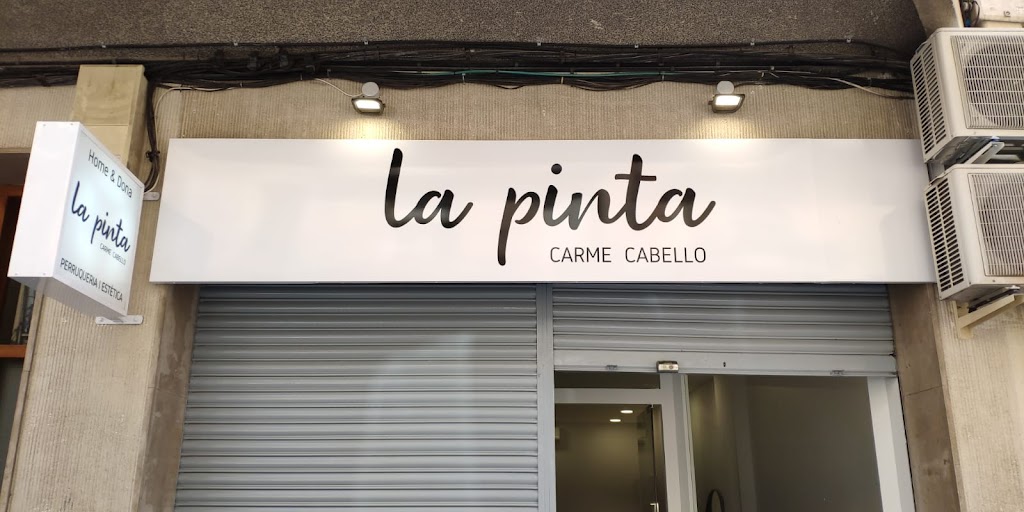 Home & Dona
la pinta
CARME CABELLO
PERRUQUERIA I ESTÈTICA
la pinta
CARME CABELLO